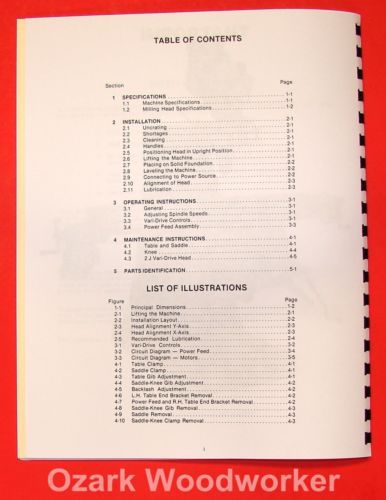 TABLE OF CONTENTS
Section Page
1 SPECIFICATIONS 1-1
1.1 Machine Specifications 1-1
1.2 Milling Head Specifications 1-2
2 INSTALLATION 2-1
2.1 Uncrating 2-1
2.2 Shortages 2-1
2.3 Cleaning 2-1
2.4 Handles 2-1
2.5 Positioning Head in Upright Position 2-1
2.6 Lifting the Machine 2-1
2.7 Placing on Solid Foundation 2-2
2.8 Leveling the Machine 2-2
2.9 Connecting to Power Source 2-2
2.10 Alignment of Head 2-3
2.11 Lubrication 2-3
3 OPERATING INSTRUCTIONS 3-1
3.1 General 3-1
3.2 Adjusting Spindle Speeds 3-1
3.3 Vari-Drive Controls 3-1
3.4 Power Feed Assembly 3-3
4 MAINTENANCE INSTRUCTIONS 4-1
4.1 Table and Saddle 4-1
4.2 Knee 4-4
4.3 2 J Vari-Drive Head 4-5
5 PARTS IDENTIFICATION 5-1
LIST OF ILLUSTRATIONS
Figure Page
1-1 Principal Dimensions 1-2
2-1 Lifting the Machine 2-1
2-2 Installation Layout 2-2
2-3 Head Alignment Y-Axis 2-3
2-4 Head Alignment X-Axis 2-3
2-5 Recommended Lubrication 2-4
3-1 Vari-Drive Controls 3-2
3-2 Circuit Diagram — Power Feed 3-4
3-3 Circuit Diagram — Motors 3-5
4-1 Table Clamp 4-1
4-2 Saddle Clamp 4-1
4-3 Table Gib Adjustment 4-1
4-4 Saddle-Knee Gib Adjustment 4-2
4-5 Backlash Adjustment 4-2
4-6 L.H. Table End Bracket Removal 4-2
4-7 Power Feed and R.H. Table End Bracket Removal 4-2
4-8 Saddle-Knee Gib Removal 4-3
4-9 Saddle Gib Removal 4-3
4-10 Saddle-Knee Clamp Removal 4-3
i
Ozark Woodworker